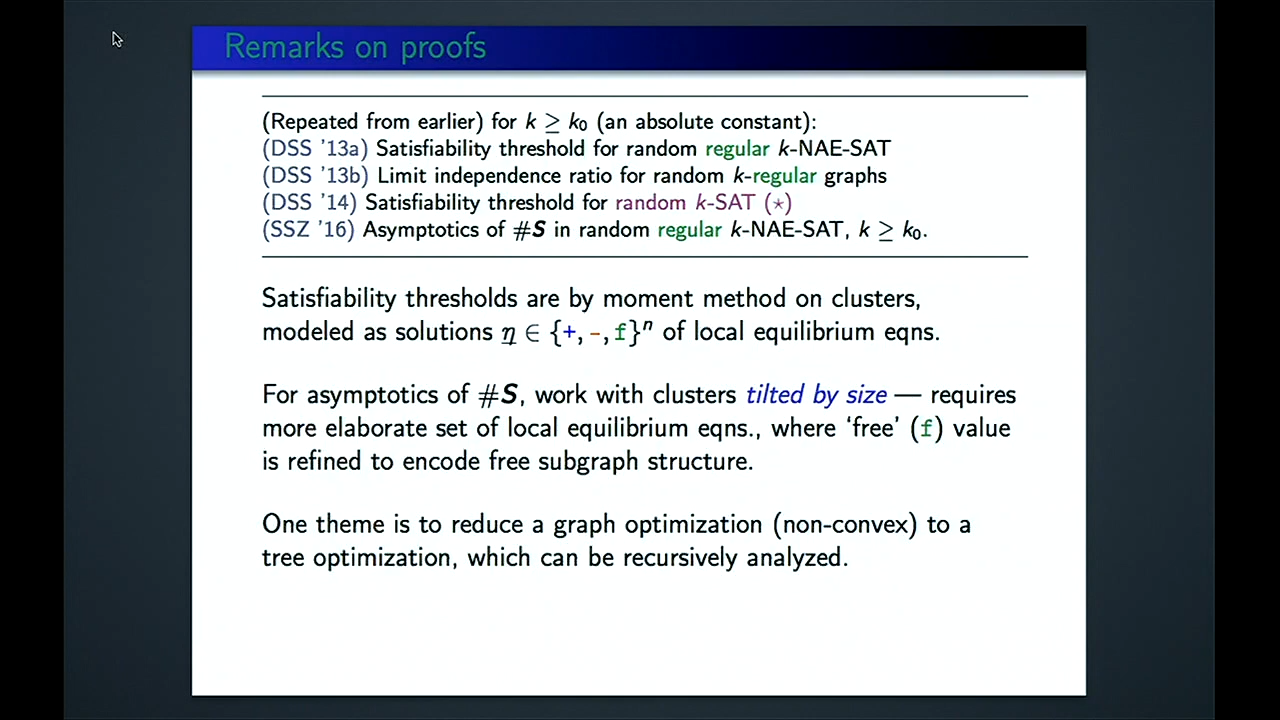 Remarks on proofs
(Repeated from earlier) for k ≥ k₀ (an absolute constant):
(DSS '13a) Satisfiability threshold for random regular k-NAE-SAT
(DSS '13b) Limit independence ratio for random k-regular graphs
(DSS '14) Satisfiability threshold for random k-SAT (⋆)
(SSZ '16) Asymptotics of #S in random regular k-NAE-SAT, k ≥ k₀.
Satisfiability thresholds are by moment method on clusters,
modeled as solutions η ∈ {+, -, f}ⁿ of local equilibrium eqns.
For asymptotics of #S, work with clusters tilted by size — requires
more elaborate set of local equilibrium eqns., where 'free' (f) value
is refined to encode free subgraph structure.
One theme is to reduce a graph optimization (non-convex) to a
tree optimization, which can be recursively analyzed.